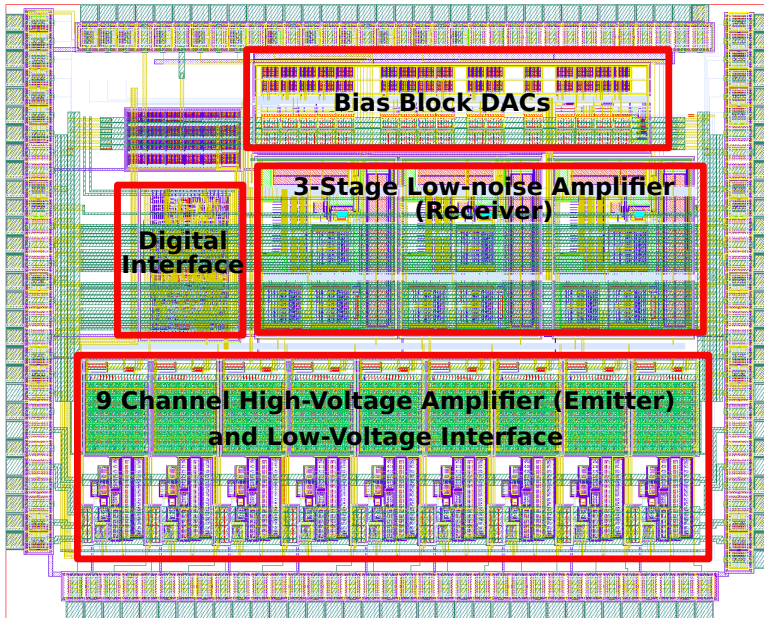 Bias Block DACs
3-Stage Low-noise Amplifier
(Receiver)
Digital
Interface
9 Channel High-Voltage Amplifier (Emitter)
and Low-Voltage Interface